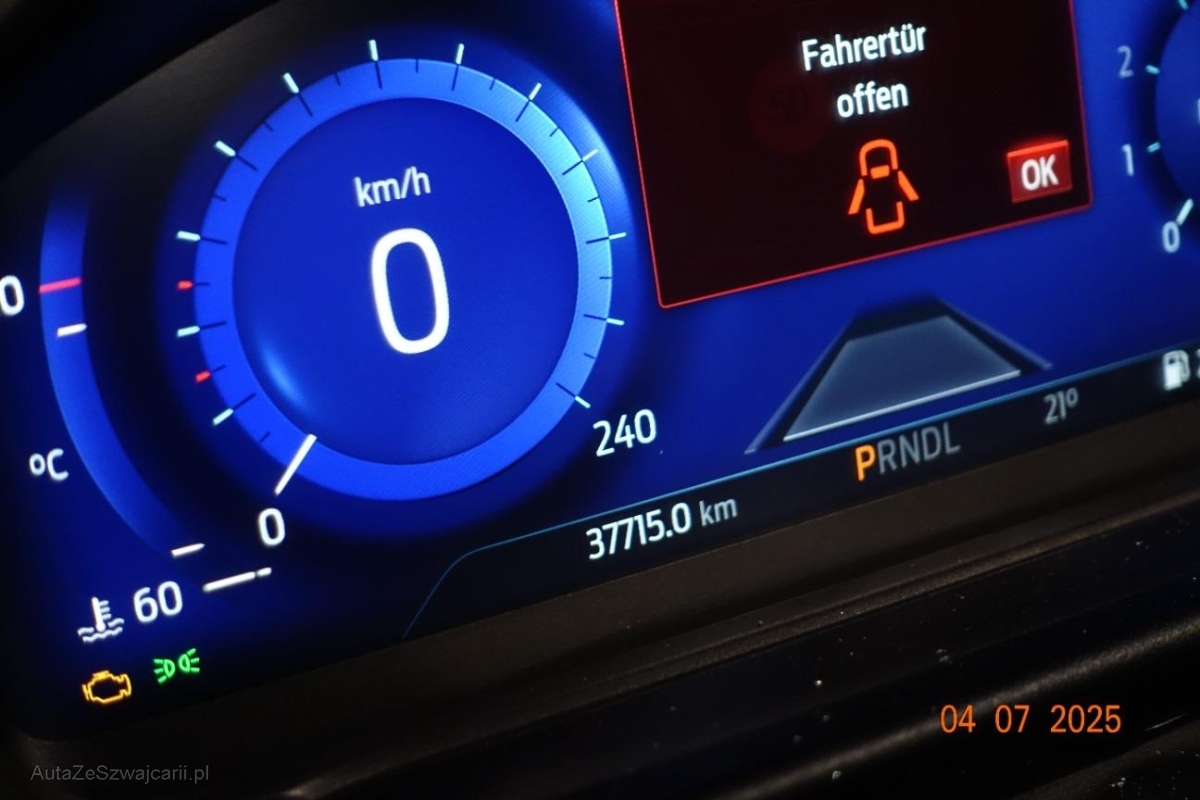 Fahrertür
offen
OK
km/h
0
2
1
0
0
°C
240
0
21°
PRNDL
37715.0 km
60
04 07 2025
AutaZeSzwajcarii.pl